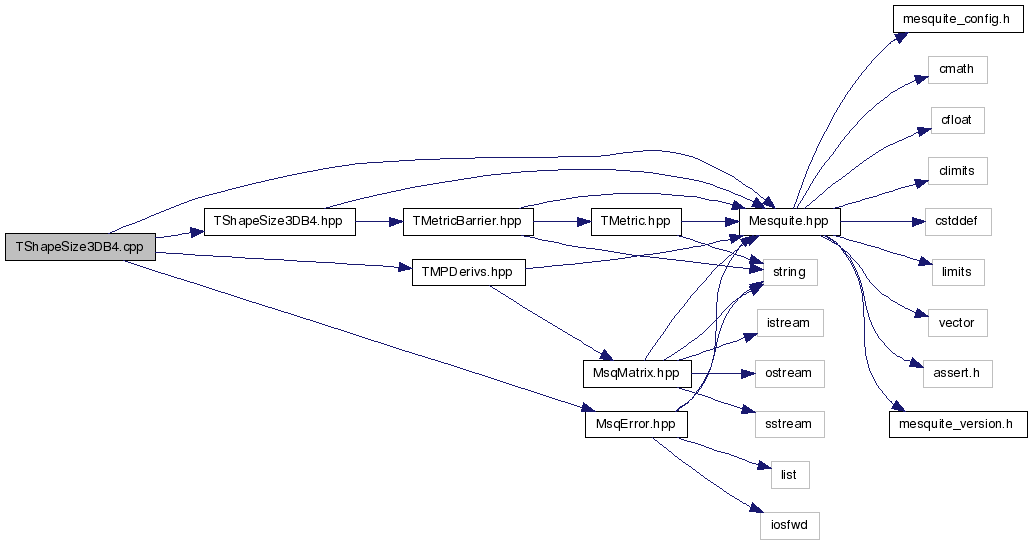 mesquite_config.h
cmath
cfloat
climits
TShapeSize3DB4.hpp
TMetricBarrier.hpp
TMetric.hpp
Mesquite.hpp
cstddef
TShapeSize3DB4.cpp
TMPDerivs.hpp
string
limits
istream
vector
MsqMatrix.hpp
ostream
assert.h
MsqError.hpp
sstream
mesquite_version.h
list
iosfwd